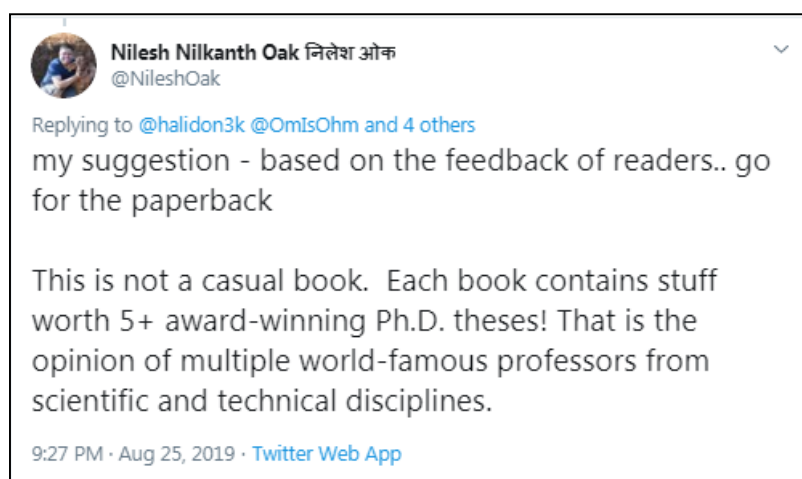 Nilesh Nilkanth Oak निलेश ओक
@NileshOak
Replying to @halidon3k @OmIsOhm and 4 others
my suggestion - based on the feedback of readers.. go
for the paperback
This is not a casual book.  Each book contains stuff
worth 5+ award-winning Ph.D. theses! That is the
opinion of multiple world-famous professors from
scientific and technical disciplines.
9:27 PM · Aug 25, 2019 · Twitter Web App